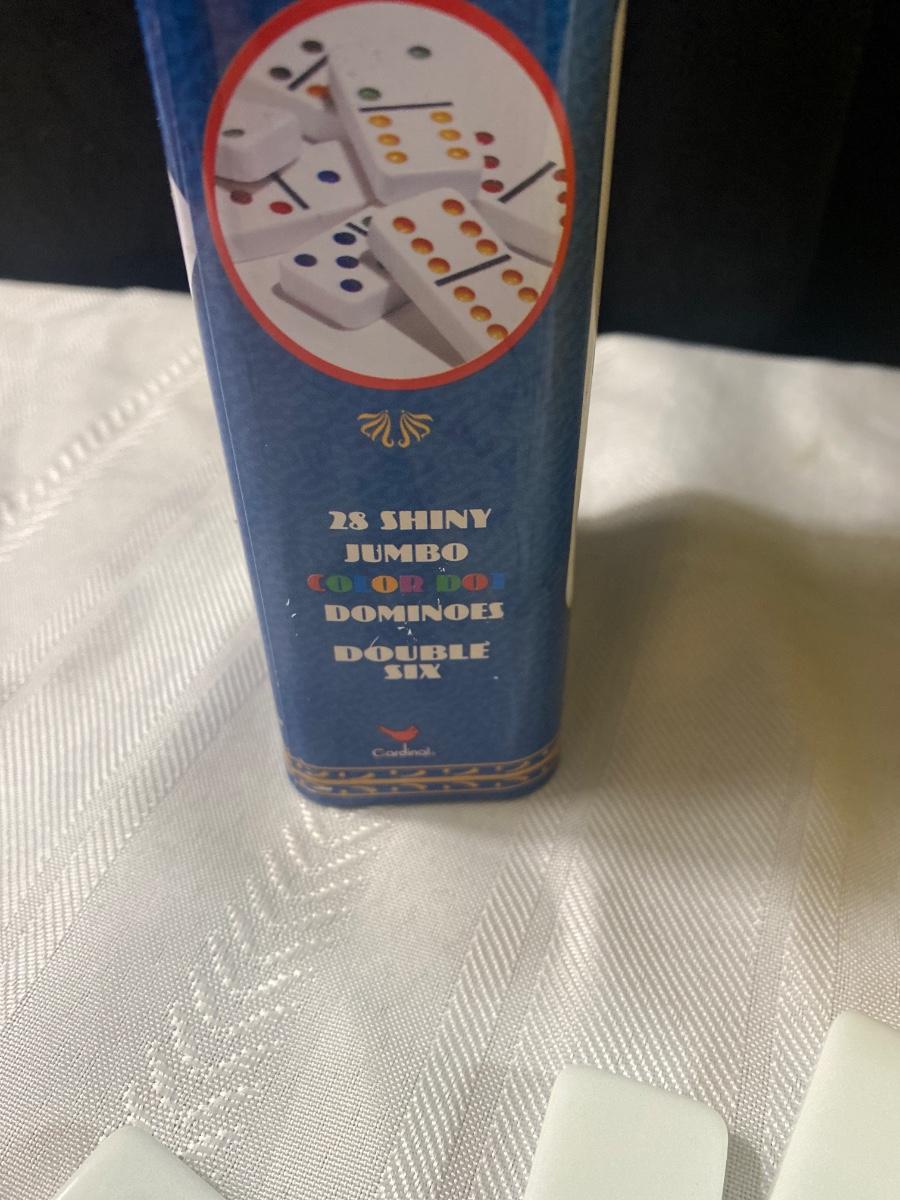 28 SHINY
JUMBO
COLOR DOT
DOMINOES
DOUBLE
SIX
Cardinal